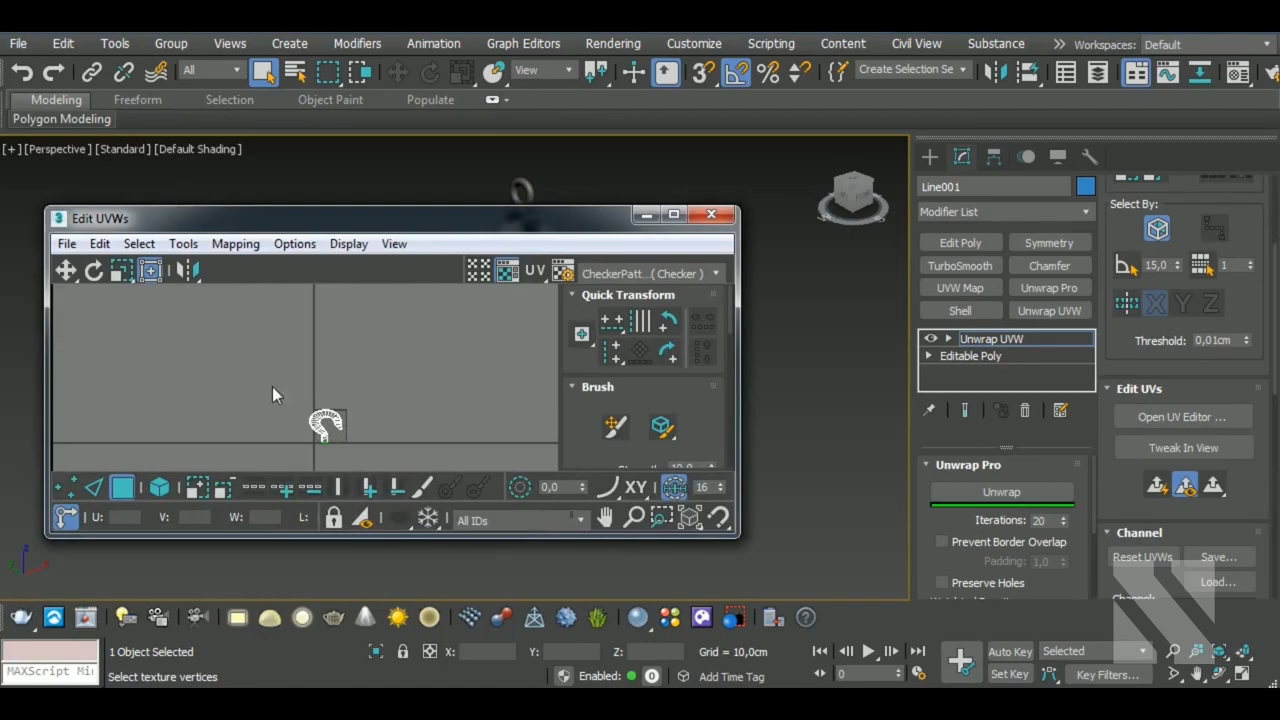 File Edit Tools Group Views Create Modifiers Animation Graph Editors Rendering Customize Scripting Content Civil View Substance Workspaces: Default
All View Create Selection Se
Modeling Freeform Selection Object Paint Populate
Polygon Modeling
[+] [Perspective] [Standard] [Default Shading]
Line001
Modifier List
Edit Poly Symmetry
TurboSmooth Chamfer
UVW Map Unwrap Pro
Shell Unwrap UVW
Unwrap UVW
Editable Poly
Select By:
15,0 1
X Y Z
Threshold: 0,01cm
Edit UVs
Open UV Editor ...
Tweak In View
Channel
Reset UVWs Save...
Load...
Unwrap Pro
Unwrap
Iterations: 20
Prevent Border Overlap
Padding: 1,0
Preserve Holes
3 Edit UVWs
File Edit Select Tools Mapping Options Display View
UV CheckerPatt...( Checker )
Quick Transform
Brush
0,0 XY 16
U: V: W: L: All IDs
1 Object Selected X: Y: Z: Grid = 10,0cm Auto Key Selected
MAXScript Mi Select texture vertices Enabled: 0 Add Time Tag 0 Set Key Key Filters...